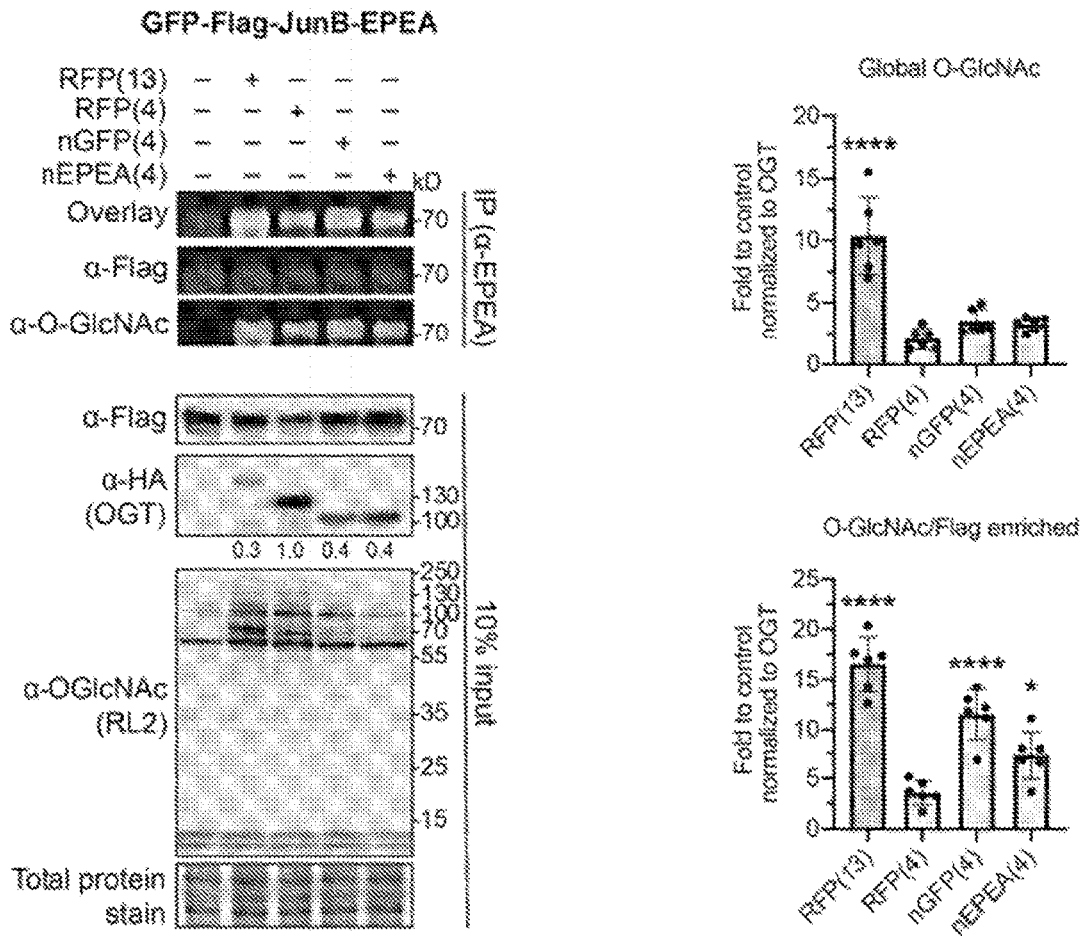 GFP-Flag-JunB-EPEA
RFP(13) – + – – –
RFP(4) – – + – –
nGFP(4) – – – + –
nEPEA(4) – – – – +
kD
Overlay
-70
α-Flag
-70
α-O-GlcNAc
-70
IP (α-EPEA)
α-Flag
-70
α-HA
(OGT)
-130
-100
0.3 1.0 0.4 0.4
α-OGlcNAc
(RL2)
-250
-130
-100
-70
-55
-35
-25
-15
Total protein
stain
10% input
Global O-GlcNAc
Fold to control
normalized to OGT
20
15
10
5
0
****
RFP(13)
RFP(4)
nGFP(4)
nEPEA(4)
O-GlcNAc/Flag enriched
Fold to control
normalized to OGT
25
20
15
10
5
0
****
****
*
RFP(13)
RFP(4)
nGFP(4)
nEPEA(4)